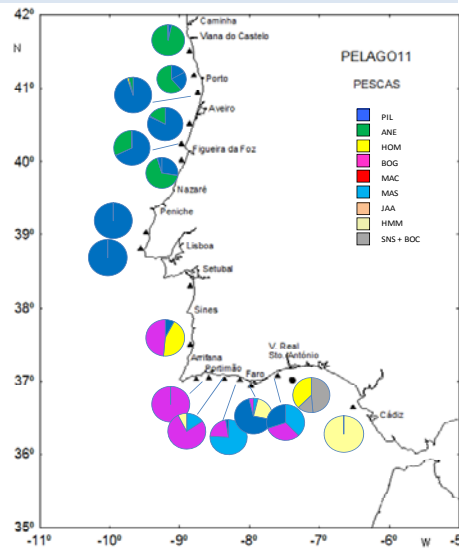 42º
Caminha
Viana do Castelo
N
PELAGO11
Porto
PESCAS
41º
Aveiro
PIL
ANE
HOM
Figueira da Foz
BOG
40º
MAC
MAS
Nazaré
JAA
Peniche
HMM
39º
SNS + BOC
Lisboa
Setubal
38º
Sines
V. Real
Arrifana
Sto. António
Portimão
Faro
37º
Cádiz
36º
35º
-11º
-10º
-9º
-8º
-7º
-6º
W